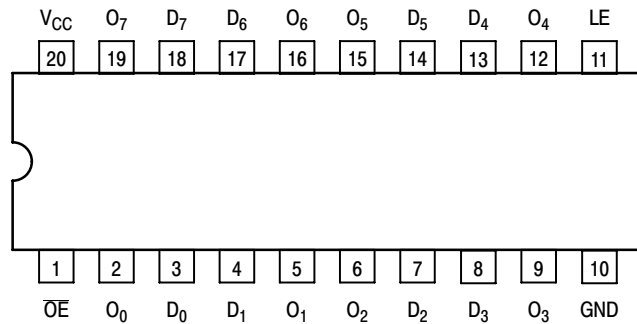 V_CC O₇ D₇ D₆ O₆ O₅ D₅ D₄ O₄ LE
20 19 18 17 16 15 14 13 12 11
1 2 3 4 5 6 7 8 9 10
O̅E̅ O₀ D₀ D₁ O₁ O₂ D₂ D₃ O₃ GND